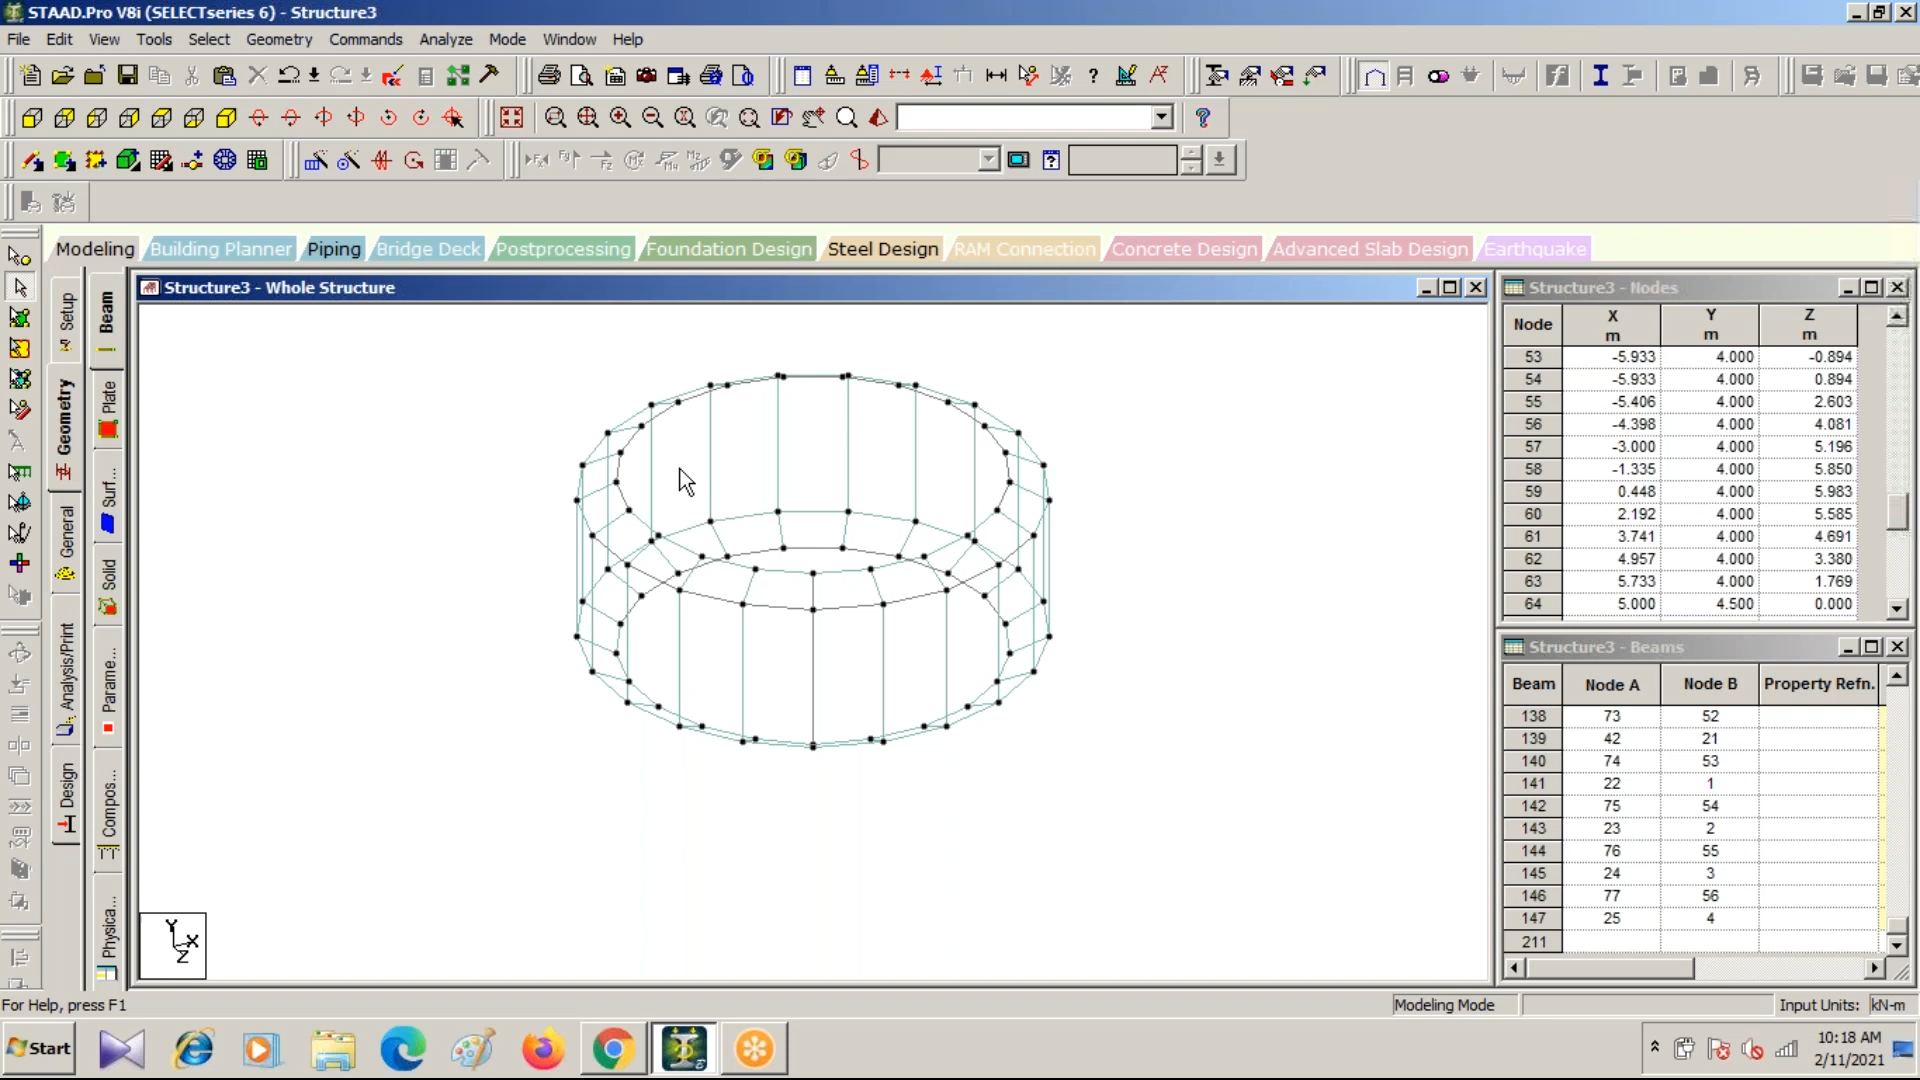 STAAD.Pro V8i (SELECTseries 6) - Structure3
File Edit View Tools Select Geometry Commands Analyze Mode Window Help
Modeling Building Planner Piping Bridge Deck Postprocessing Foundation Design Steel Design RAM Connection Concrete Design Advanced Slab Design Earthquake
Setup
Geometry
General
Analysis/Print
Design
Beam
Plate
Surf...
Solid
Parame...
Compos...
Physica...
Structure3 - Whole Structure
Y
X
Z
Structure3 - Nodes
Node X m Y m Z m
53 -5.933 4.000 -0.894
54 -5.933 4.000 0.894
55 -5.406 4.000 2.603
56 -4.398 4.000 4.081
57 -3.000 4.000 5.196
58 -1.335 4.000 5.850
59 0.448 4.000 5.983
60 2.192 4.000 5.585
61 3.741 4.000 4.691
62 4.957 4.000 3.380
63 5.733 4.000 1.769
64 5.000 4.500 0.000
Structure3 - Beams
Beam Node A Node B Property Refn.
138 73 52
139 42 21
140 74 53
141 22 1
142 75 54
143 23 2
144 76 55
145 24 3
146 77 56
147 25 4
211
For Help, press F1
Modeling Mode
Input Units: kN-m
Start
10:18 AM
2/11/2021